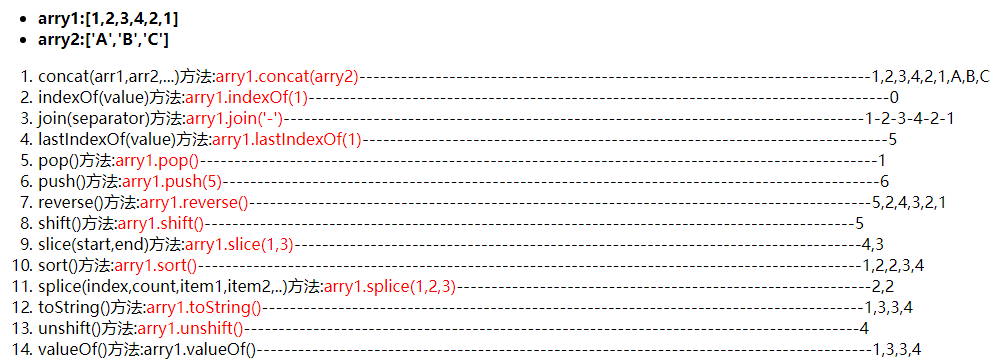 arry1:[1,2,3,4,2,1]
arry2:['A','B','C']
1. concat(arr1,arr2,...)方法:arry1.concat(arry2)--------------------------------------------------------------------------1,2,3,4,2,1,A,B,C
2. indexOf(value)方法:arry1.indexOf(1)------------------------------------------------------------------------------------0
3. join(separator)方法:arry1.join('-')------------------------------------------------------------------------------------1-2-3-4-2-1
4. lastIndexOf(value)方法:arry1.lastIndexOf(1)----------------------------------------------------------------------------5
5. pop()方法:arry1.pop()--------------------------------------------------------------------------------------------------1
6. push()方法:arry1.push(5)-----------------------------------------------------------------------------------------------6
7. reverse()方法:arry1.reverse()------------------------------------------------------------------------------------------5,2,4,3,2,1
8. shift()方法:arry1.shift()----------------------------------------------------------------------------------------------5
9. slice(start,end)方法:arry1.slice(1,3)----------------------------------------------------------------------------------4,3
10. sort()方法:arry1.sort()------------------------------------------------------------------------------------------------1,2,2,3,4
11. splice(index,count,item1,item2,..)方法:arry1.splice(1,2,3)------------------------------------------------------------2,2
12. toString()方法:arry1.toString()---------------------------------------------------------------------------------------1,3,3,4
13. unshift()方法:arry1.unshift()-----------------------------------------------------------------------------------------4
14. valueOf()方法:arry1.valueOf()-----------------------------------------------------------------------------------------1,3,3,4